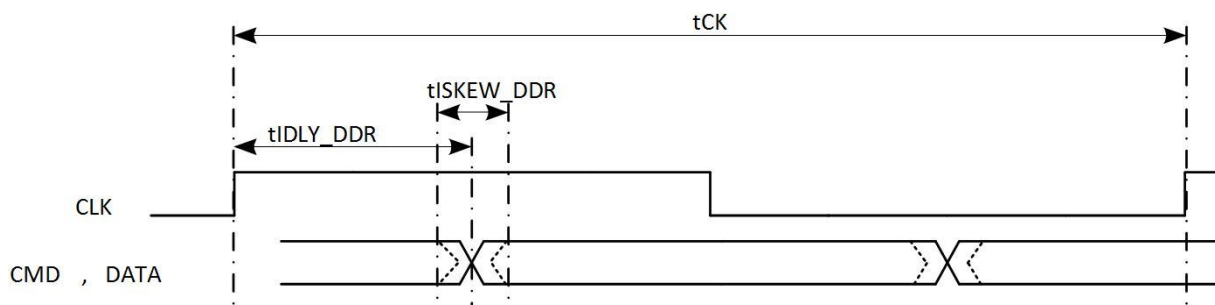 tCK
tISKEW_DDR
tIDLY_DDR
CLK
CMD , DATA